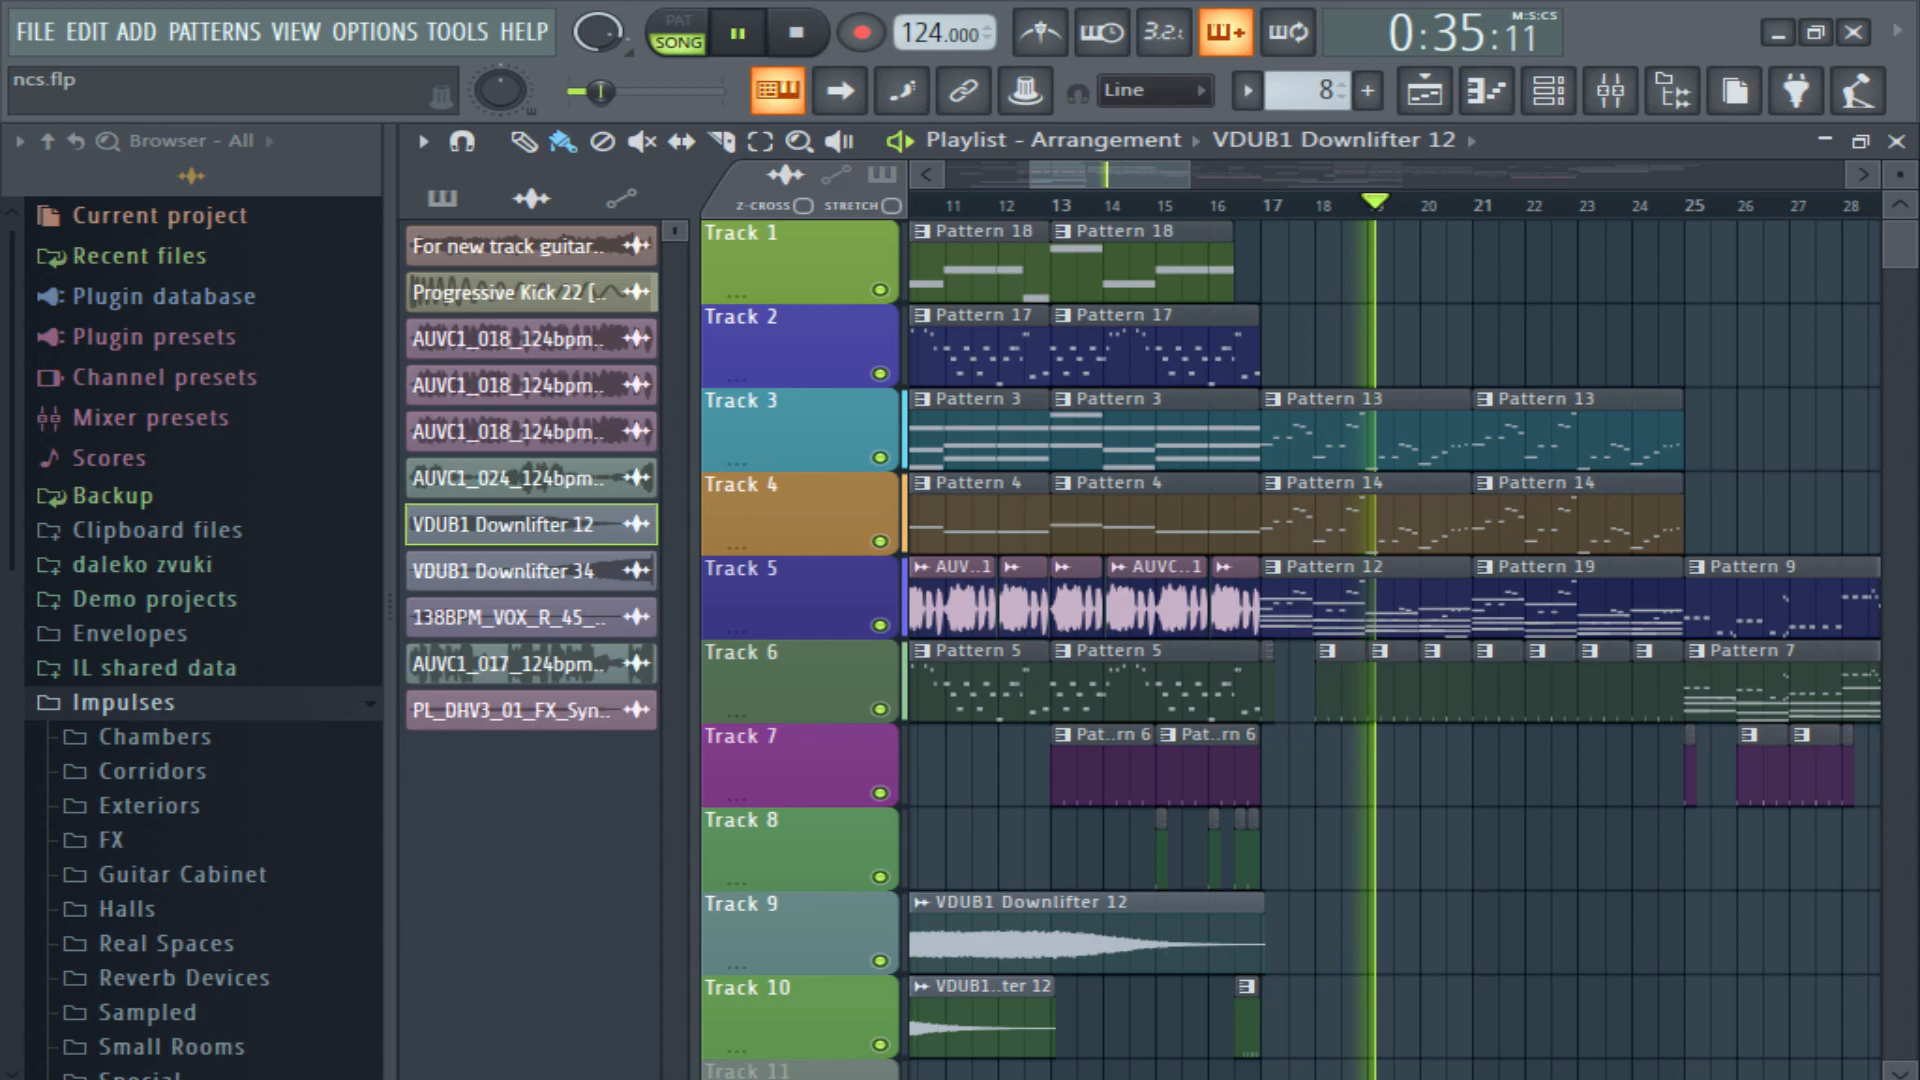 FILE EDIT ADD PATTERNS VIEW OPTIONS TOOLS HELP
PAT
SONG
124.000
3.2.
0:35:11
M:S:CS
ncs.flp
Line
8
Browser - All
Playlist - Arrangement
VDUB1 Downlifter 12
Z-CROSS
STRETCH
11 12 13 14 15 16 17 18 19 20 21 22 23 24 25 26 27 28
Current project
Recent files
Plugin database
Plugin presets
Channel presets
Mixer presets
Scores
Backup
Clipboard files
daleko zvuki
Demo projects
Envelopes
IL shared data
Impulses
Chambers
Corridors
Exteriors
FX
Guitar Cabinet
Halls
Real Spaces
Reverb Devices
Sampled
Small Rooms
Special
For new track guitar..
Progressive Kick 22 [..
AUVC1_018_124bpm..
AUVC1_018_124bpm..
AUVC1_018_124bpm..
AUVC1_024_124bpm..
VDUB1 Downlifter 12
VDUB1 Downlifter 34
138BPM_VOX_R_45_..
AUVC1_017_124bpm..
PL_DHV3_01_FX_Syn..
Track 1
Pattern 18
Pattern 18
Track 2
Pattern 17
Pattern 17
Track 3
Pattern 3
Pattern 3
Pattern 13
Pattern 13
Track 4
Pattern 4
Pattern 4
Pattern 14
Pattern 14
Track 5
AUV..1
AUVC..1
Pattern 12
Pattern 19
Pattern 9
Track 6
Pattern 5
Pattern 5
Pattern 7
Track 7
Pat..rn 6
Pat..rn 6
Track 8
Track 9
VDUB1 Downlifter 12
Track 10
VDUB1..ter 12
Track 11